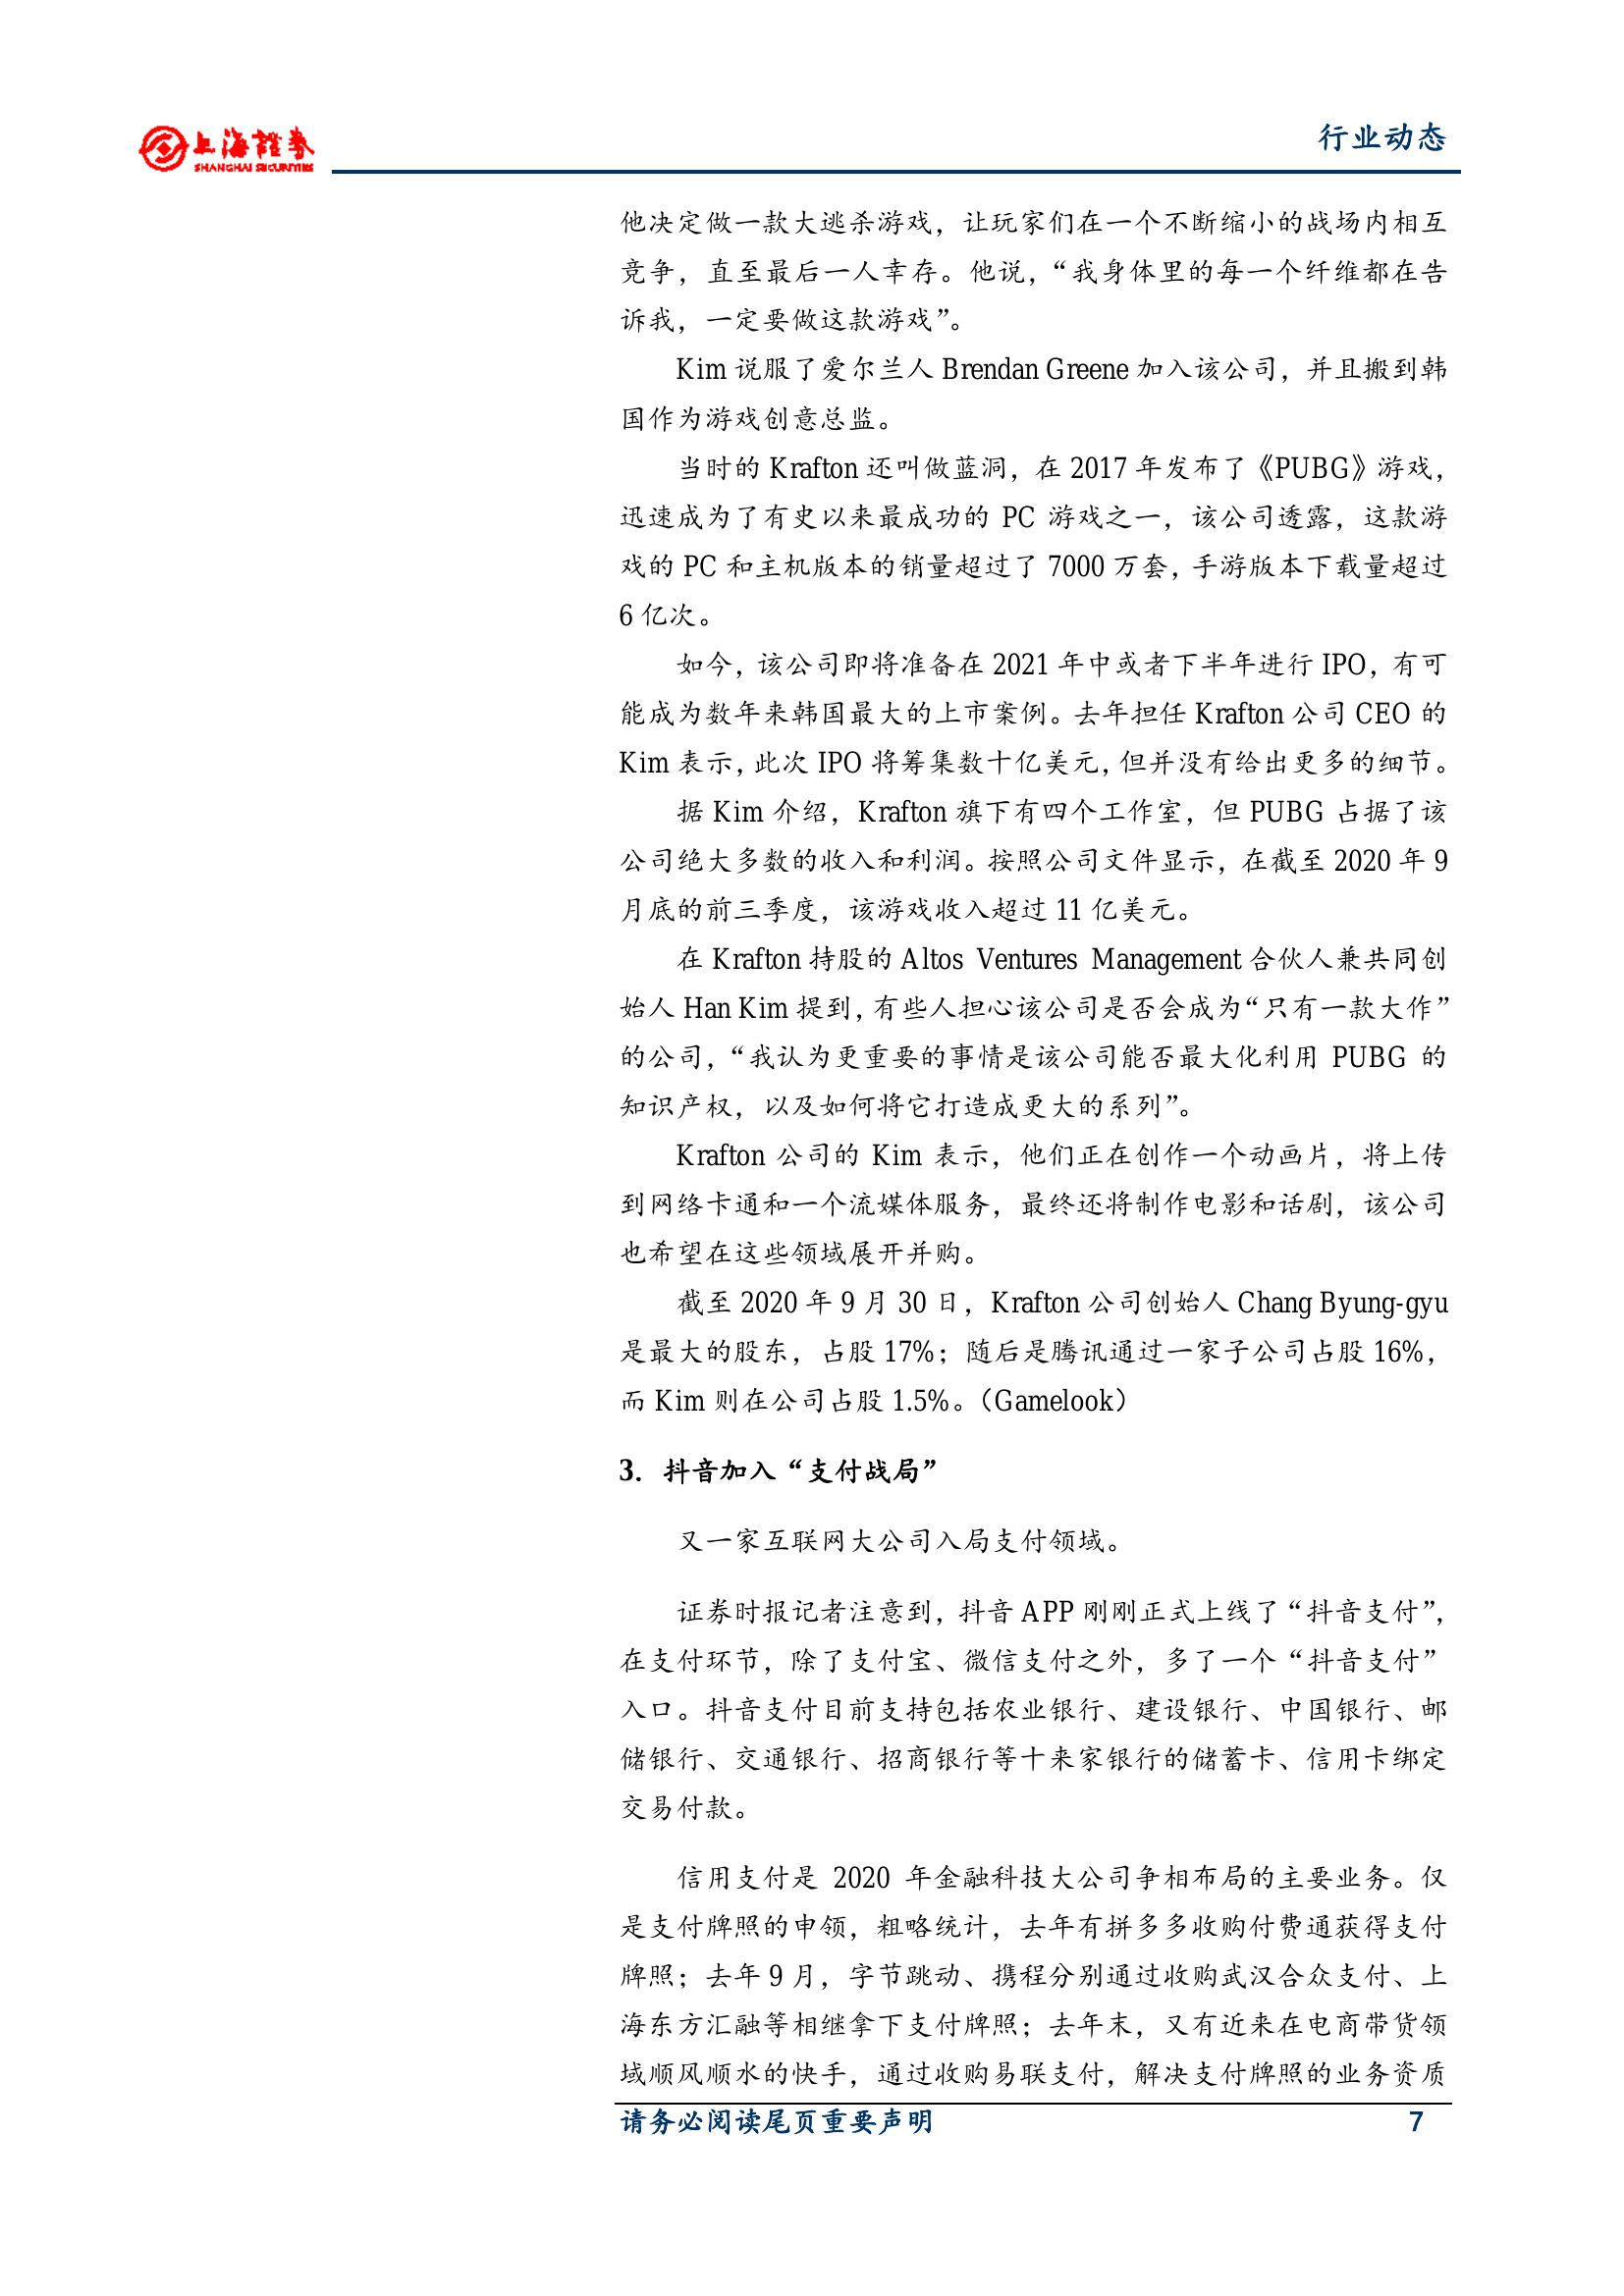 上海證券
SHANGHAI SECURITIES
行业动态
他决定做一款大逃杀游戏，让玩家们在一个不断缩小的战场内相互
竞争，直至最后一人幸存。他说，“我身体里的每一个纤维都在告
诉我，一定要做这款游戏”。
Kim 说服了爱尔兰人 Brendan Greene 加入该公司，并且搬到韩
国作为游戏创意总监。
当时的 Krafton 还叫做蓝洞，在 2017 年发布了《PUBG》游戏，
迅速成为了有史以来最成功的 PC 游戏之一，该公司透露，这款游
戏的 PC 和主机版本的销量超过了 7000 万套，手游版本下载量超过
6 亿次。
如今，该公司即将准备在 2021 年中或者下半年进行 IPO，有可
能成为数年来韩国最大的上市案例。去年担任 Krafton 公司 CEO 的
Kim 表示，此次 IPO 将筹集数十亿美元，但并没有给出更多的细节。
据 Kim 介绍，Krafton 旗下有四个工作室，但 PUBG 占据了该
公司绝大多数的收入和利润。按照公司文件显示，在截至 2020 年 9
月底的前三季度，该游戏收入超过 11 亿美元。
在 Krafton 持股的 Altos Ventures Management 合伙人兼共同创
始人 Han Kim 提到，有些人担心该公司是否会成为“只有一款大作”
的公司，“我认为更重要的事情是该公司能否最大化利用 PUBG 的
知识产权，以及如何将它打造成更大的系列”。
Krafton 公司的 Kim 表示，他们正在创作一个动画片，将上传
到网络卡通和一个流媒体服务，最终还将制作电影和话剧，该公司
也希望在这些领域展开并购。
截至 2020 年 9 月 30 日，Krafton 公司创始人 Chang Byung-gyu
是最大的股东，占股 17%；随后是腾讯通过一家子公司占股 16%，
而 Kim 则在公司占股 1.5%。（Gamelook）
3. 抖音加入“支付战局”
又一家互联网大公司入局支付领域。
证券时报记者注意到，抖音 APP 刚刚正式上线了“抖音支付”，
在支付环节，除了支付宝、微信支付之外，多了一个“抖音支付”
入口。抖音支付目前支持包括农业银行、建设银行、中国银行、邮
储银行、交通银行、招商银行等十来家银行的储蓄卡、信用卡绑定
交易付款。
信用支付是 2020 年金融科技大公司争相布局的主要业务。仅
是支付牌照的申领，粗略统计，去年有拼多多收购付费通获得支付
牌照；去年 9 月，字节跳动、携程分别通过收购武汉合众支付、上
海东方汇融等相继拿下支付牌照；去年末，又有近来在电商带货领
域顺风顺水的快手，通过收购易联支付，解决支付牌照的业务资质
请务必阅读尾页重要声明
7